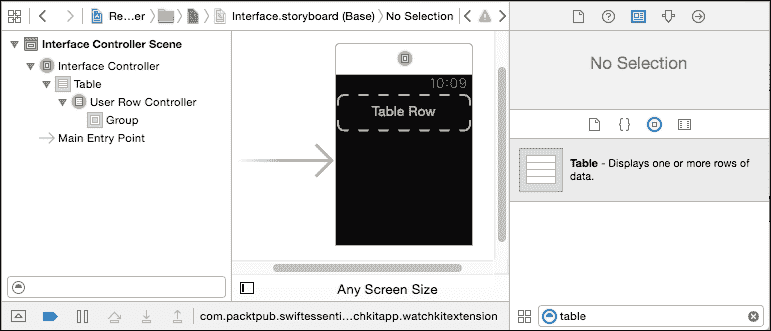 Re...er
Interface.storyboard (Base)
No Selection
Interface Controller Scene
Interface Controller
Table
User Row Controller
Group
Main Entry Point
10:09
Table Row
Any Screen Size
com.packtpub.swiftessenti...chkitapp.watchkitextension
No Selection
{}
Table - Displays one or more rows of
data.
table